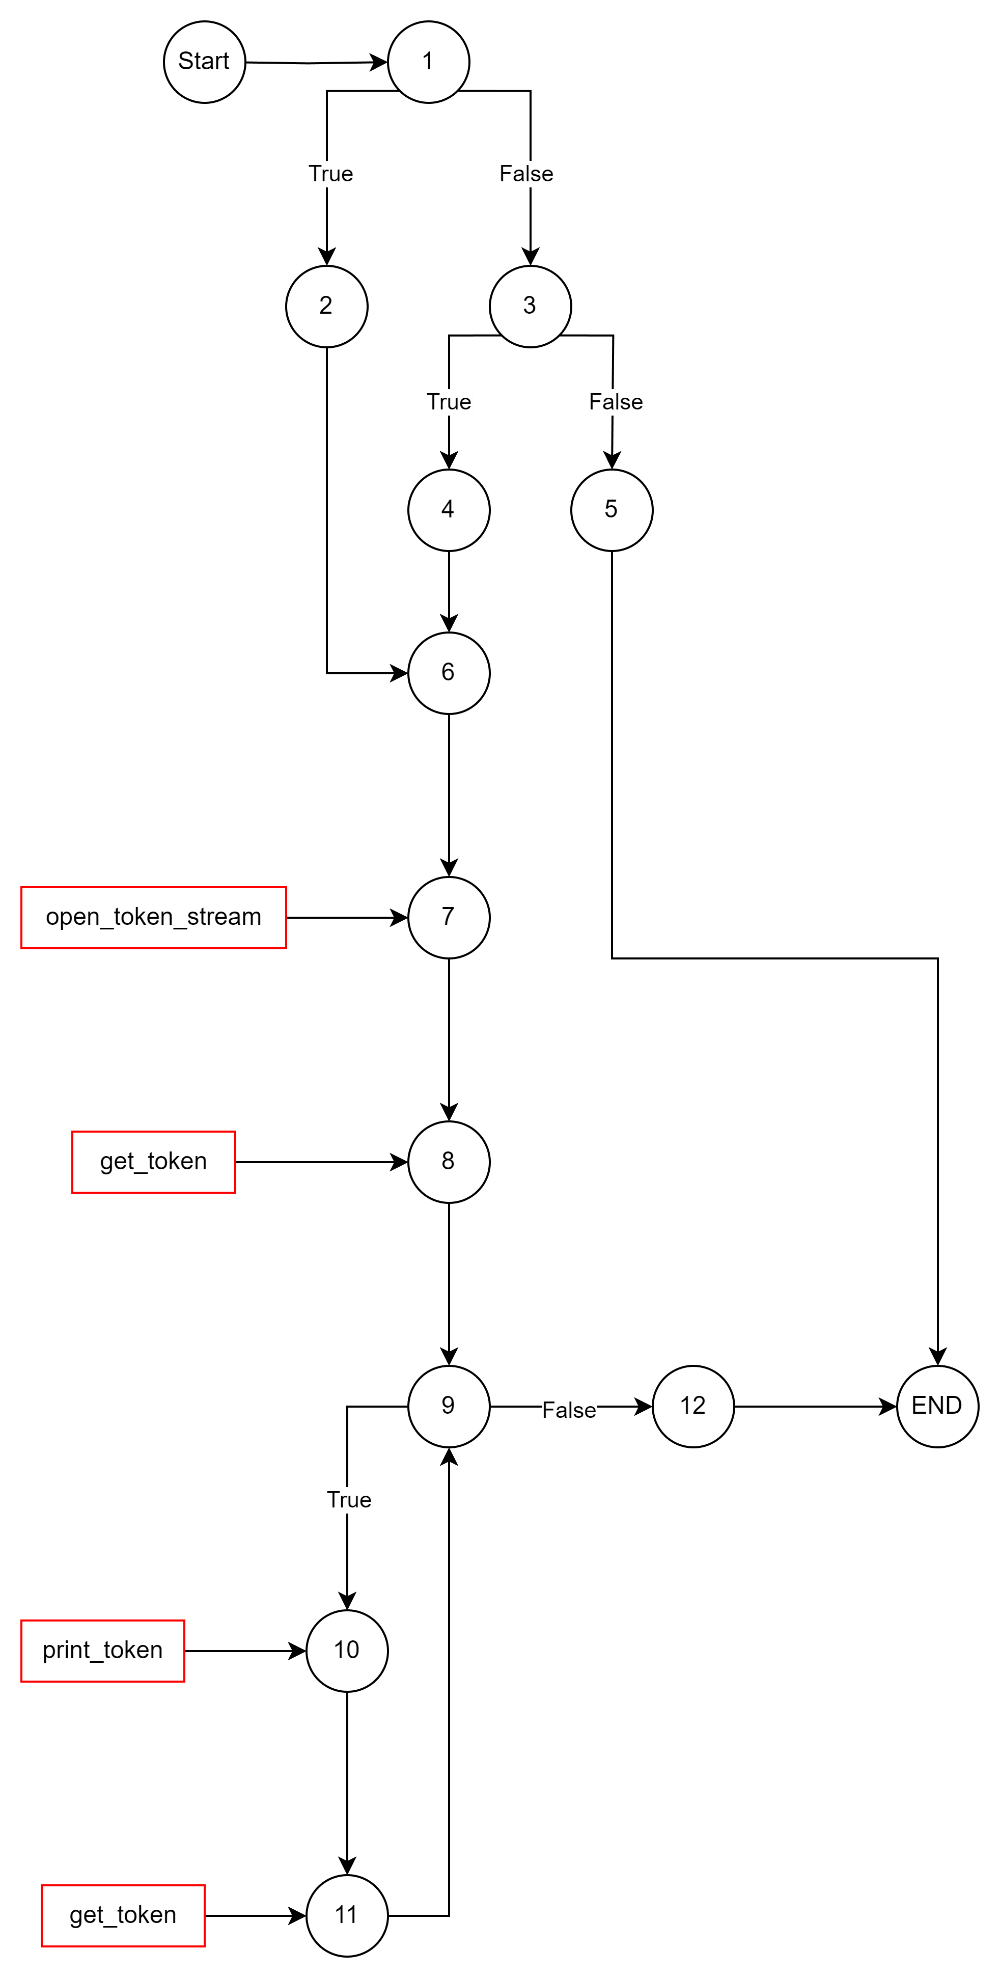 Start
1
True
False
2
3
True
False
4
5
6
open_token_stream
7
get_token
8
9
False
12
END
True
print_token
10
get_token
11